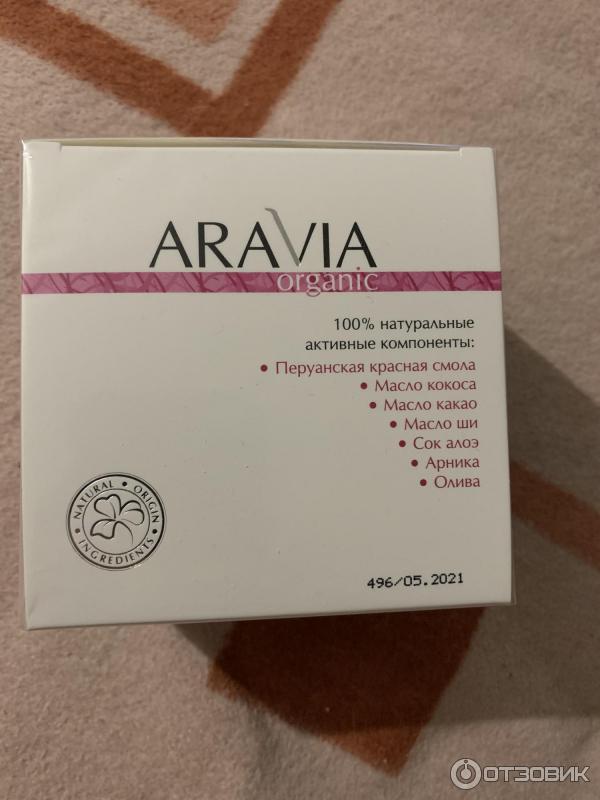 ARAVIA
organic
100% натуральные
активные компоненты:
• Перуанская красная смола
• Масло кокоса
• Масло какао
• Масло ши
• Сок алоэ
• Арника
• Олива
NATURAL • ORIGIN • INGREDIENTS •
496/05.2021
ОТЗОВИК